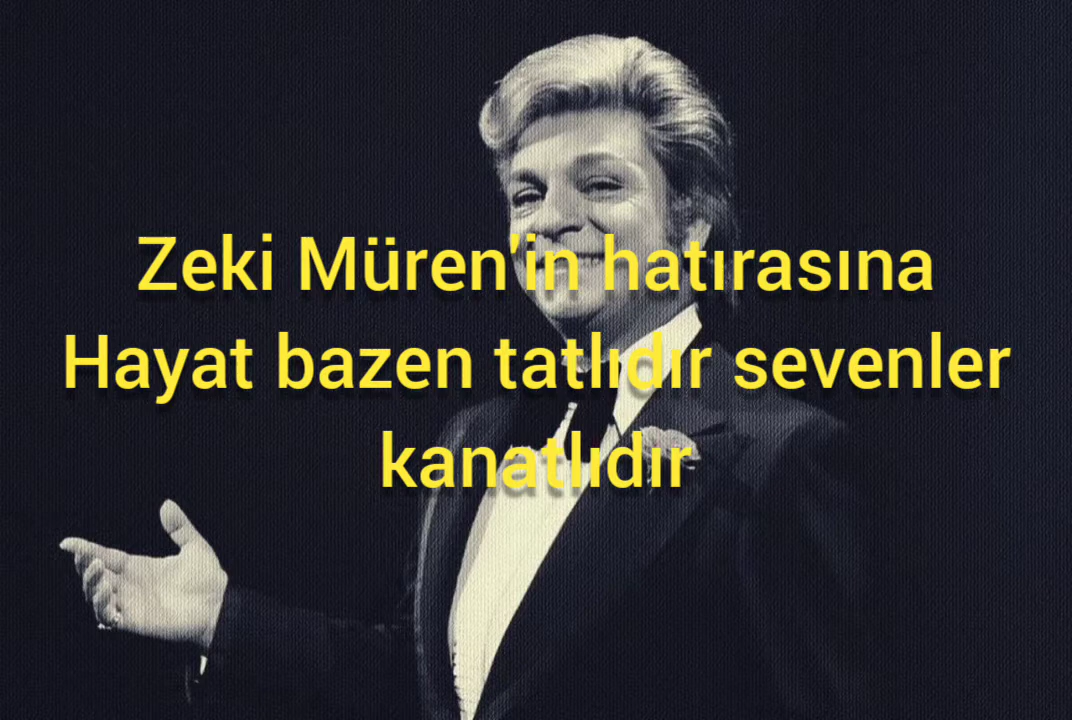 Zeki Müren'in hatırasına
Hayat bazen tatlıdır sevenler
kanatlıdır